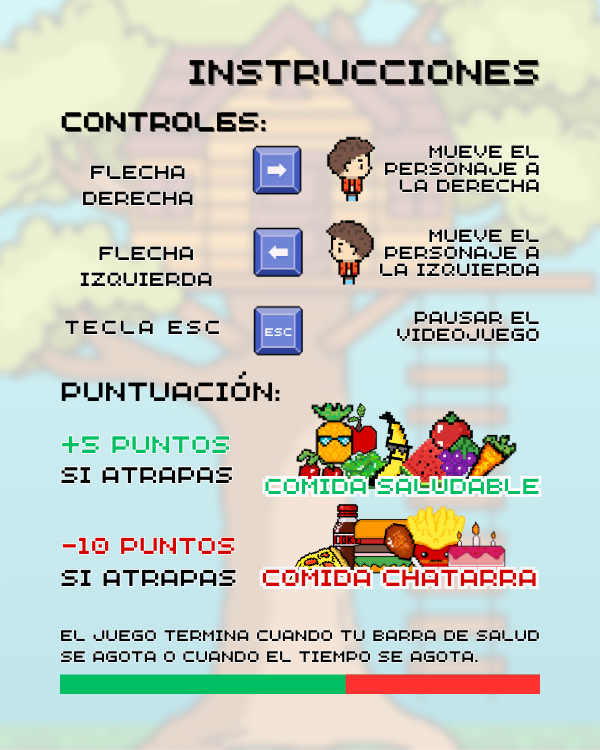 INSTRUCCIONES
CONTROLES:
FLECHA
DERECHA
MUEVE EL
PERSONAJE A
LA DERECHA
FLECHA
IZQUIERDA
MUEVE EL
PERSONAJE A
LA IZQUIERDA
TECLA ESC
ESC
PAUSAR EL
VIDEOJUEGO
PUNTUACIÓN:
+5 PUNTOS
SI ATRAPAS
COMIDA SALUDABLE
-10 PUNTOS
SI ATRAPAS
COMIDA CHATARRA
EL JUEGO TERMINA CUANDO TU BARRA DE SALUD
SE AGOTA O CUANDO EL TIEMPO SE AGOTA.